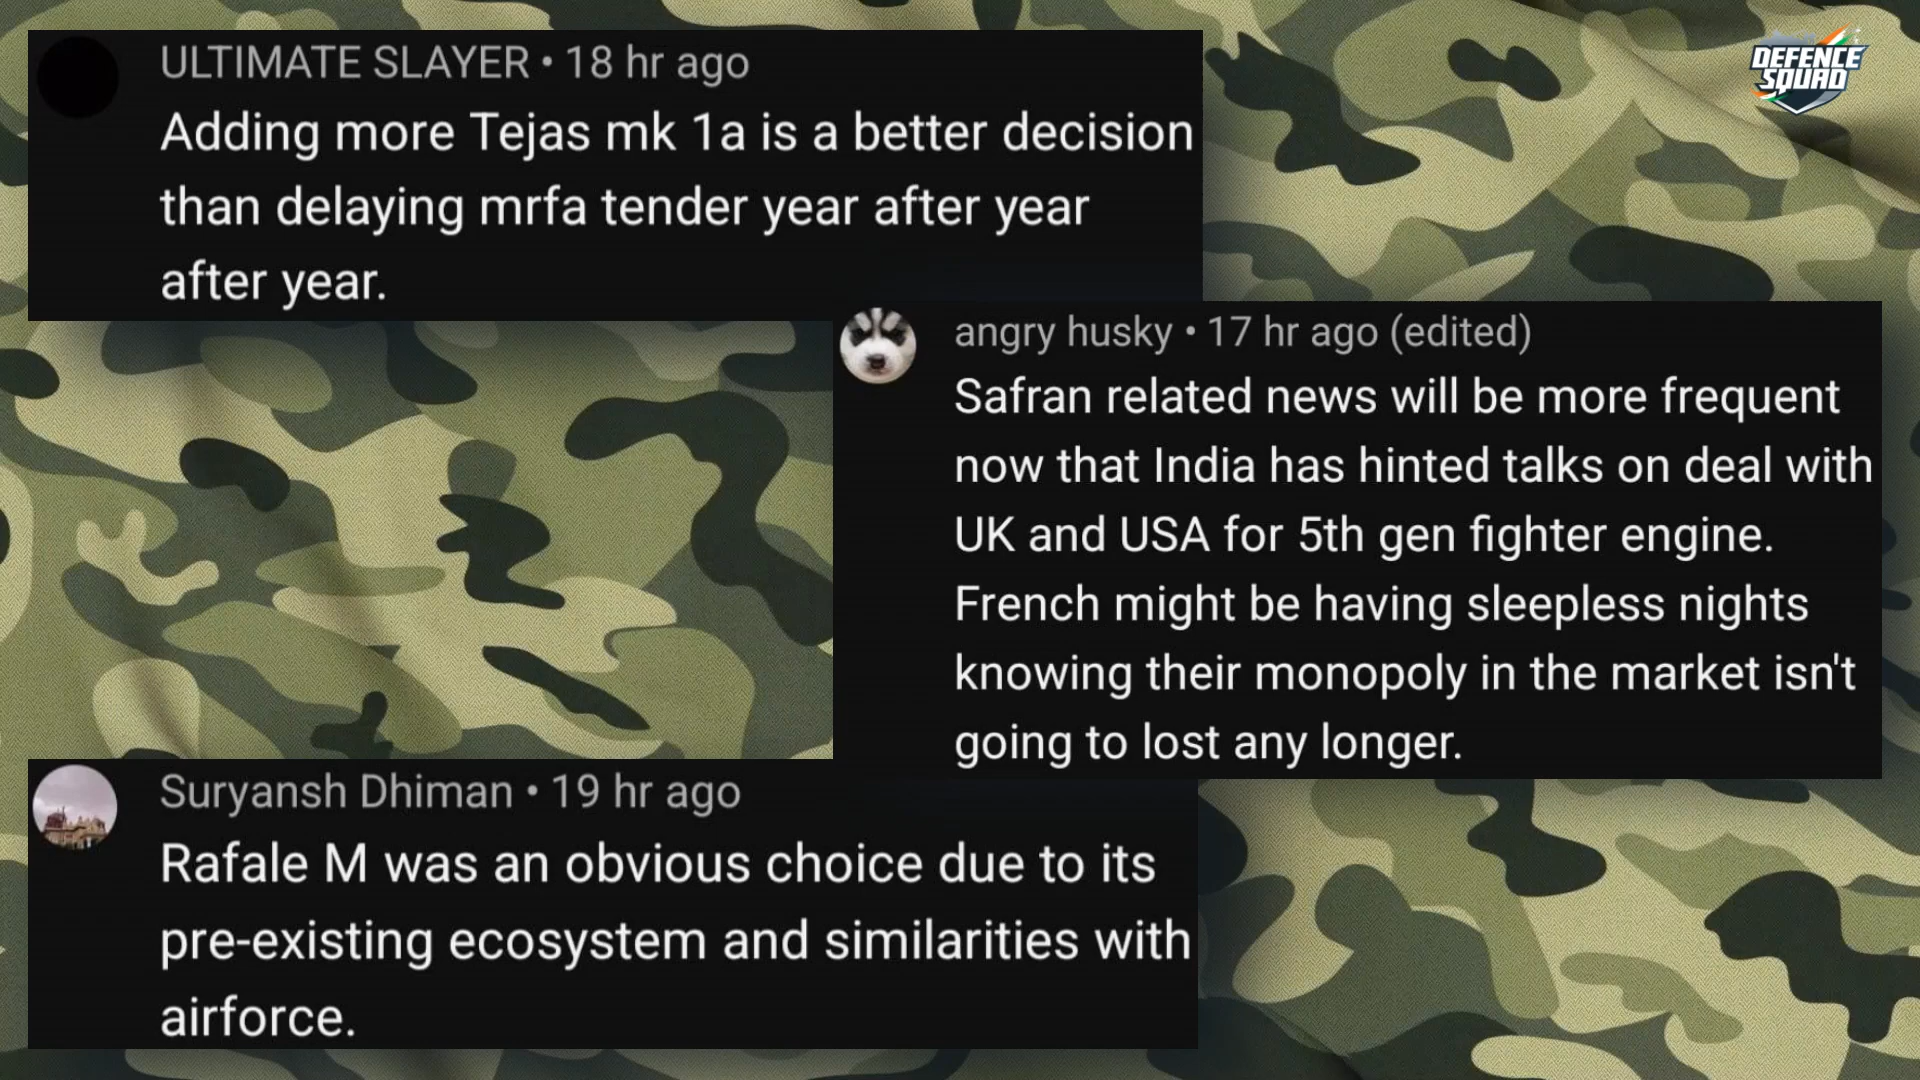 DEFENCE
SQUAD
ULTIMATE SLAYER • 18 hr ago
Adding more Tejas mk 1a is a better decision
than delaying mrfa tender year after year
after year.
angry husky • 17 hr ago (edited)
Safran related news will be more frequent
now that India has hinted talks on deal with
UK and USA for 5th gen fighter engine.
French might be having sleepless nights
knowing their monopoly in the market isn't
going to lost any longer.
Suryansh Dhiman • 19 hr ago
Rafale M was an obvious choice due to its
pre-existing ecosystem and similarities with
airforce.